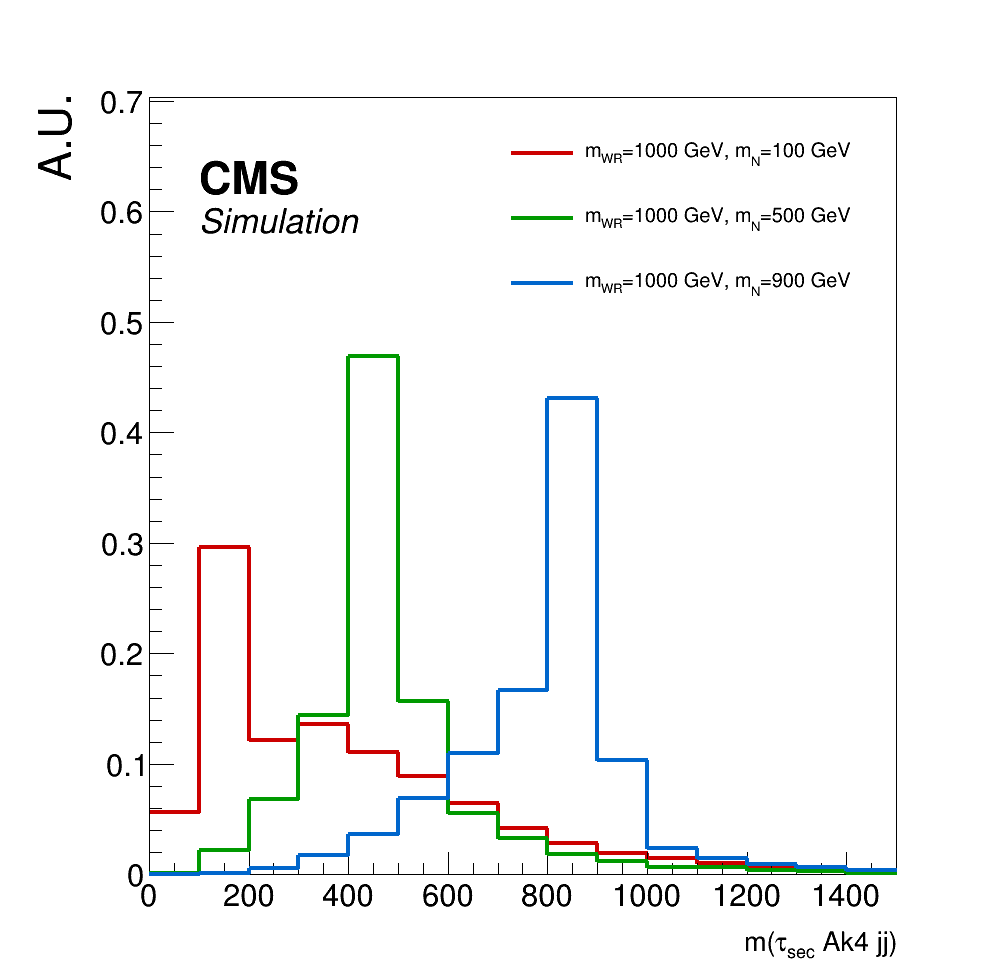 A.U.
0.7
0.6
0.5
0.4
0.3
0.2
0.1
0
CMS
Simulation
m_WR=1000 GeV, m_N=100 GeV
m_WR=1000 GeV, m_N=500 GeV
m_WR=1000 GeV, m_N=900 GeV
0 200 400 600 800 1000 1200 1400
m(τ_sec Ak4 jj)